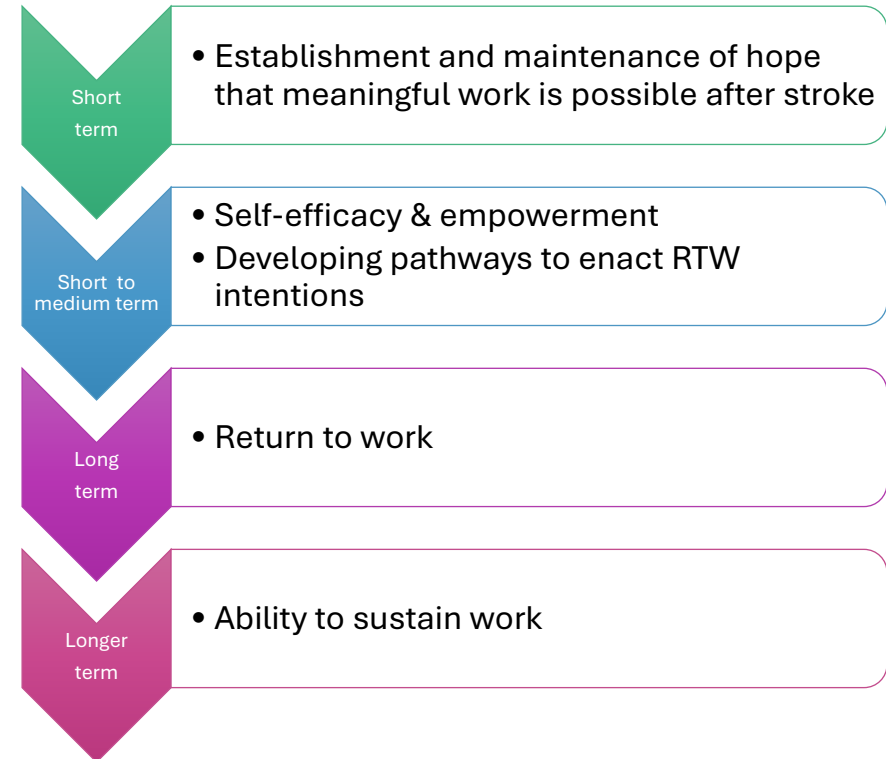 Short
term
• Establishment and maintenance of hope
that meaningful work is possible after stroke
Short to
medium term
• Self-efficacy & empowerment
• Developing pathways to enact RTW
intentions
Long
term
• Return to work
Longer
term
• Ability to sustain work